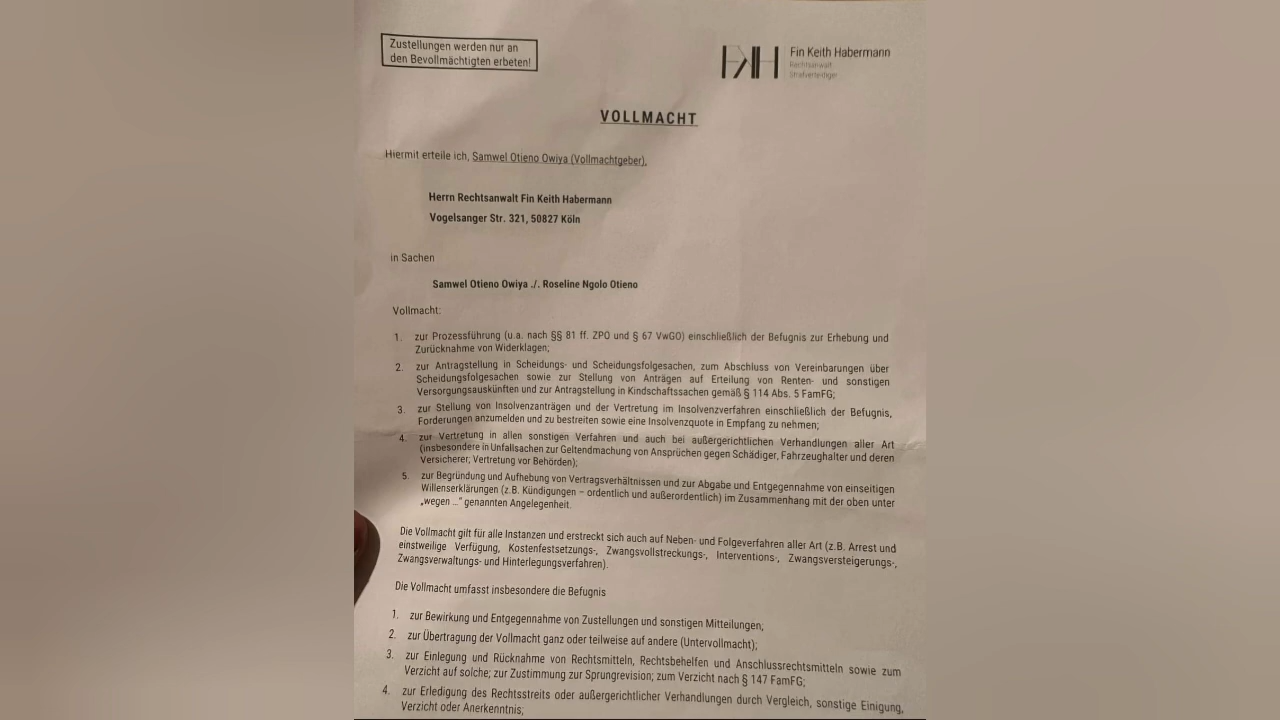 Zustellungen werden nur an
den Bevollmächtigten erbeten!
FKH
Fin Keith Habermann
Rechtsanwalt
Strafverteidiger
VOLLMACHT
Hiermit erteile ich, Samwel Otieno Owiya (Vollmachtgeber),
Herrn Rechtsanwalt Fin Keith Habermann
Vogelsanger Str. 321, 50827 Köln
in Sachen
Samwel Otieno Owiya ./. Roseline Ngolo Otieno
Vollmacht:
1. zur Prozessführung (u.a. nach §§ 81 ff. ZPO und § 67 VwGO) einschließlich der Befugnis zur Erhebung und
Zurücknahme von Widerklagen;
2. zur Antragstellung in Scheidungs- und Scheidungsfolgesachen, zum Abschluss von Vereinbarungen über
Scheidungsfolgesachen sowie zur Stellung von Anträgen auf Erteilung von Renten- und sonstigen
Versorgungsauskünften und zur Antragstellung in Kindschaftssachen gemäß § 114 Abs. 5 FamFG;
3. zur Stellung von Insolvenzanträgen und der Vertretung im Insolvenzverfahren einschließlich der Befugnis,
Forderungen anzumelden und zu bestreiten sowie eine Insolvenzquote in Empfang zu nehmen;
4. zur Vertretung in allen sonstigen Verfahren und auch bei außergerichtlichen Verhandlungen aller Art
(insbesondere in Unfallsachen zur Geltendmachung von Ansprüchen gegen Schädiger, Fahrzeughalter und deren
Versicherer; Vertretung vor Behörden);
5. zur Begründung und Aufhebung von Vertragsverhältnissen und zur Abgabe und Entgegennahme von einseitigen
Willenserklärungen (z.B. Kündigungen – ordentlich und außerordentlich) im Zusammenhang mit der oben unter
„wegen ...“ genannten Angelegenheit.
Die Vollmacht gilt für alle Instanzen und erstreckt sich auch auf Neben- und Folgeverfahren aller Art (z.B. Arrest und
einstweilige Verfügung, Kostenfestsetzungs-, Zwangsvollstreckungs-, Interventions-, Zwangsversteigerungs-,
Zwangsverwaltungs- und Hinterlegungsverfahren).
Die Vollmacht umfasst insbesondere die Befugnis
1. zur Bewirkung und Entgegennahme von Zustellungen und sonstigen Mitteilungen;
2. zur Übertragung der Vollmacht ganz oder teilweise auf andere (Untervollmacht);
3. zur Einlegung und Rücknahme von Rechtsmitteln, Rechtsbehelfen und Anschlussrechtsmitteln sowie zum
Verzicht auf solche; zur Zustimmung zur Sprungrevision; zum Verzicht nach § 147 FamFG;
4. zur Erledigung des Rechtsstreits oder außergerichtlicher Verhandlungen durch Vergleich, sonstige Einigung,
Verzicht oder Anerkenntnis;